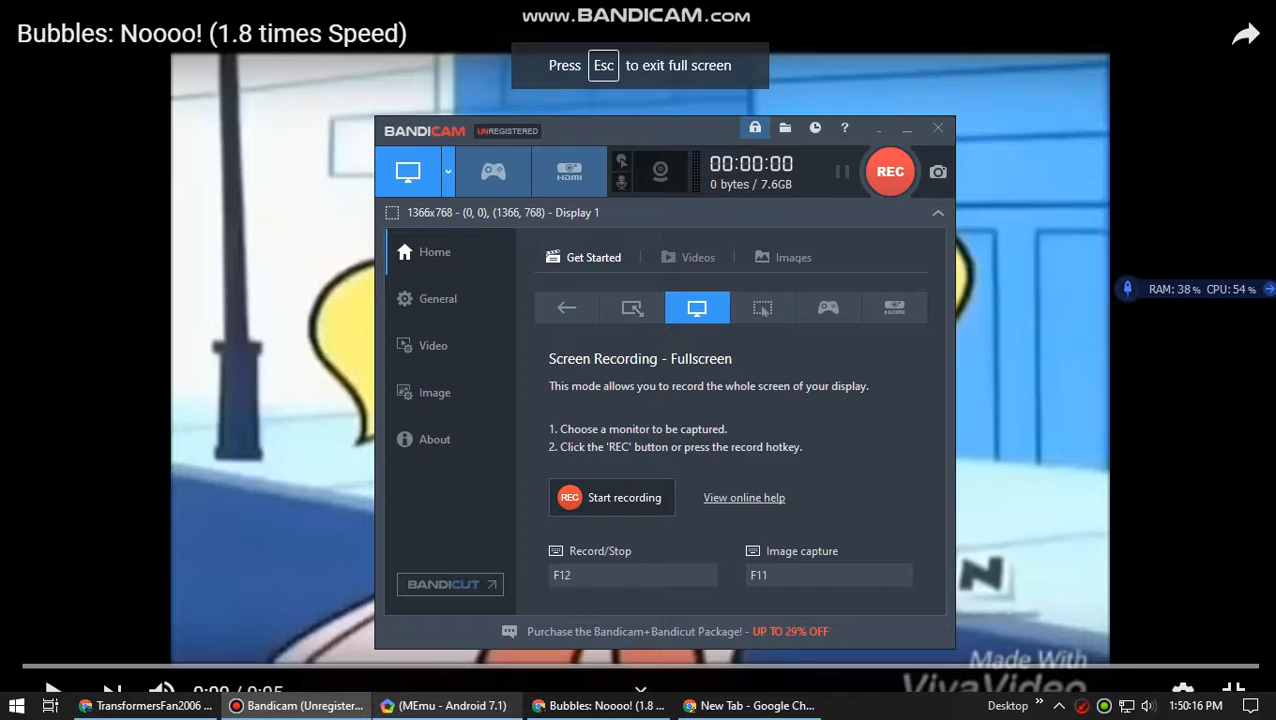 www.BANDICAM.com
Bubbles: Noooo! (1.8 times Speed)
Press Esc to exit full screen
BANDICAM UNREGISTERED
?
HDMI
00:00:00
0 bytes / 7.6GB
REC
1366x768 - (0, 0), (1366, 768) - Display 1
Home
General
Video
Image
About
Get Started
Videos
Images
HDMI
Screen Recording - Fullscreen
This mode allows you to record the whole screen of your display.
1. Choose a monitor to be captured.
2. Click the 'REC' button or press the record hotkey.
REC Start recording
View online help
Record/Stop
Image capture
F12
F11
BANDICUT
Purchase the Bandicam+Bandicut Package! - UP TO 29% OFF
RAM: 38% CPU: 54%
N
Made With
VivaVideo
0:00 / 0:05
TransformersFan2006 ...
Bandicam (Unregister...
(MEmu - Android 7.1)
Bubbles: Noooo! (1.8 ...
New Tab - Google Ch...
Desktop
1:50:16 PM